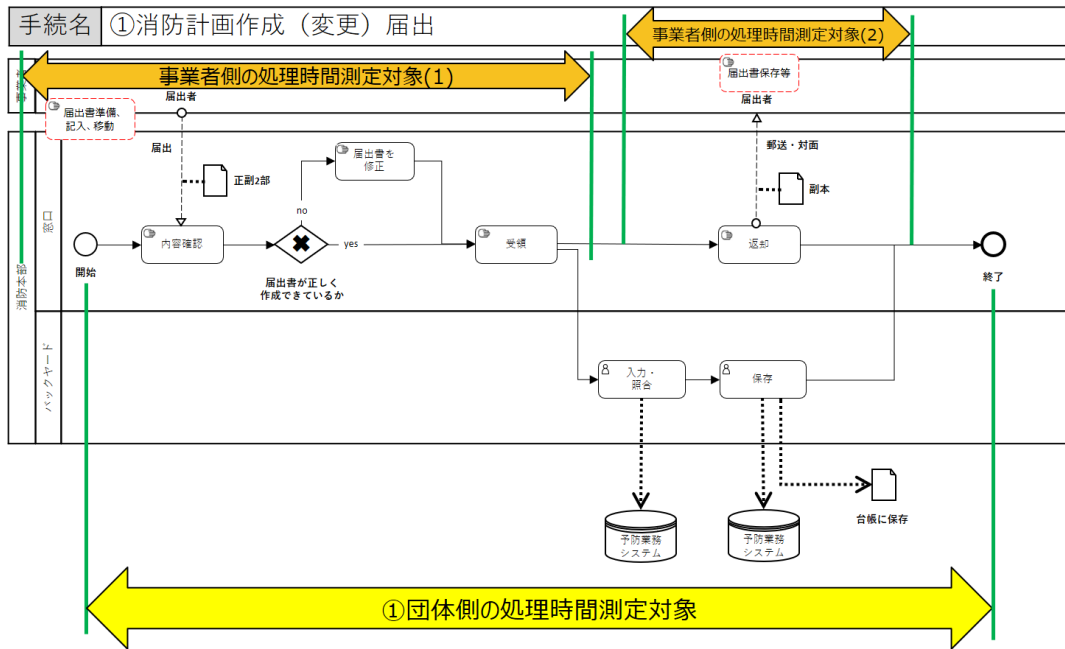 手続名
①消防計画作成（変更）届出
事業者側の処理時間測定対象(2)
事業者側の処理時間測定対象(1)
届出書保存等
届出者
届出者
届出書準備、
記入、移動
届出
正副2部
届出書を
修正
郵送・対面
副本
no
yes
窓口
内容確認
受領
返却
開始
届出書が正しく
作成できているか
終了
消防本部
バックヤード
入力・
照合
保存
台帳に保存
予防業務
システム
予防業務
システム
①団体側の処理時間測定対象